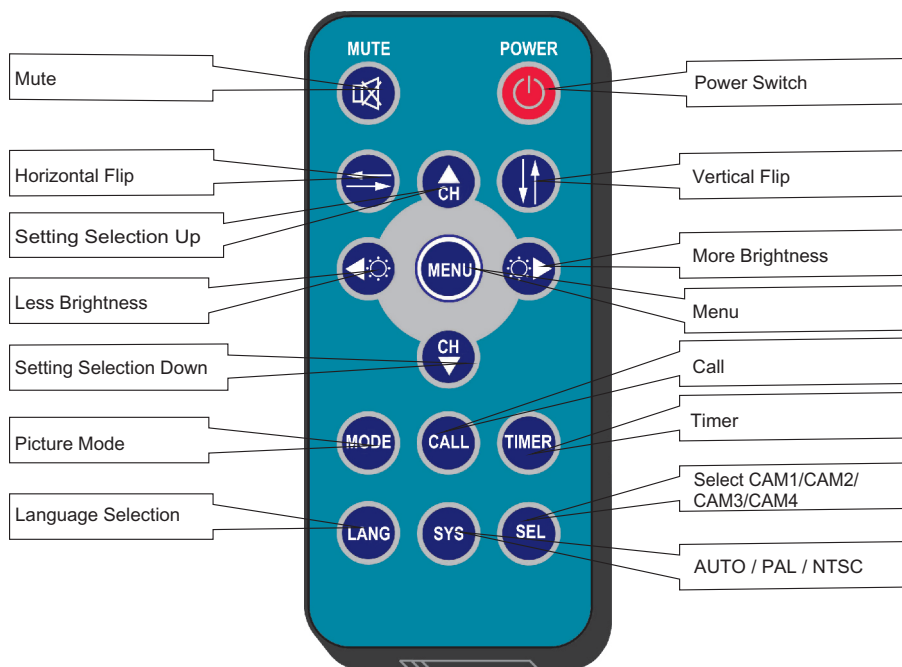 MUTE
POWER
Mute
Power Switch
Horizontal Flip
CH
Vertical Flip
Setting Selection Up
MENU
More Brightness
Less Brightness
Menu
CH
Setting Selection Down
Call
Picture Mode
MODE
CALL
TIMER
Timer
Select CAM1/CAM2/
CAM3/CAM4
Language Selection
LANG
SYS
SEL
AUTO / PAL / NTSC